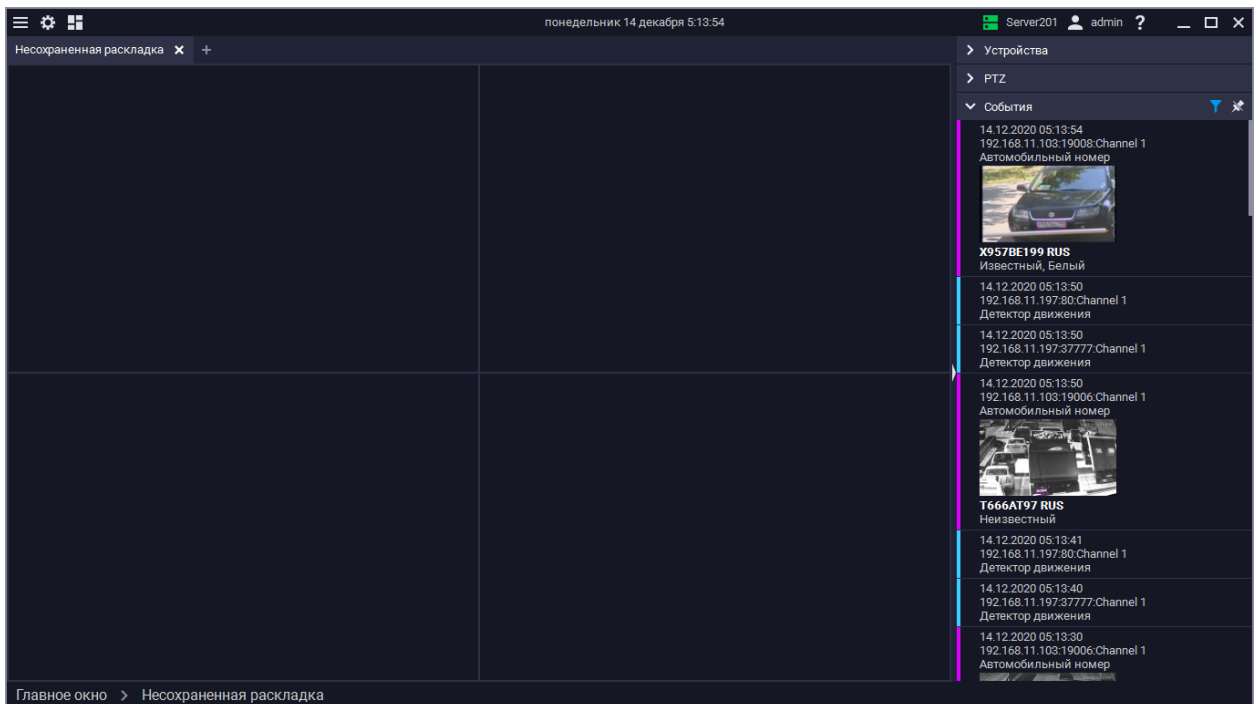 понедельник 14 декабря 5:13:54
Server201 admin ?
Несохраненная раскладка
Устройства
PTZ
События
14.12.2020 05:13:54
192.168.11.103:19008:Channel 1
Автомобильный номер
X957BE199 RUS
Известный, Белый
14.12.2020 05:13:50
192.168.11.197:80:Channel 1
Детектор движения
14.12.2020 05:13:50
192.168.11.197:37777:Channel 1
Детектор движения
14.12.2020 05:13:50
192.168.11.103:19006:Channel 1
Автомобильный номер
T666AT97 RUS
Неизвестный
14.12.2020 05:13:41
192.168.11.197:80:Channel 1
Детектор движения
14.12.2020 05:13:40
192.168.11.197:37777:Channel 1
Детектор движения
14.12.2020 05:13:30
192.168.11.103:19006:Channel 1
Автомобильный номер
Главное окно > Несохраненная раскладка